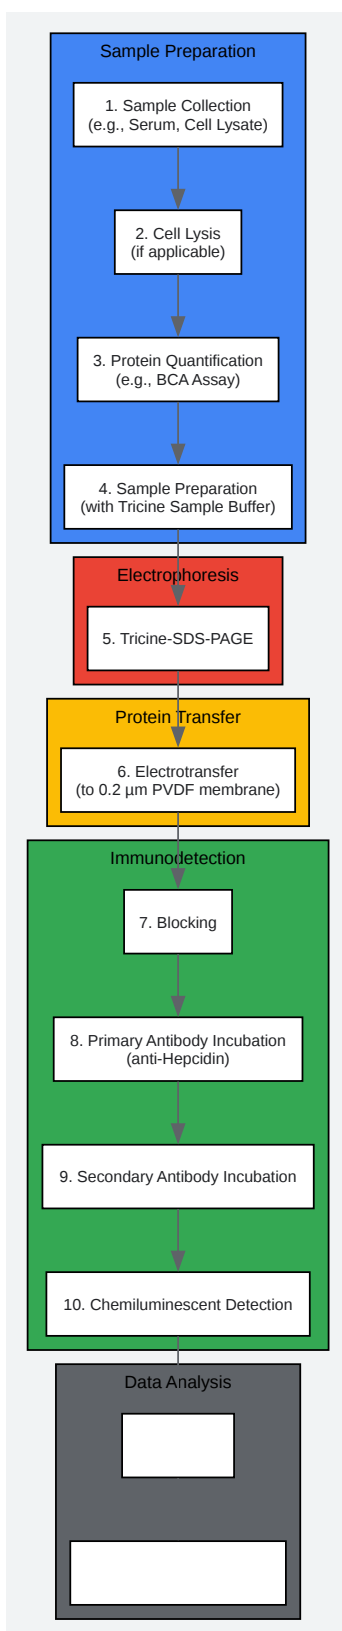 Sample Preparation
1. Sample Collection
(e.g., Serum, Cell Lysate)
2. Cell Lysis
(if applicable)
3. Protein Quantification
(e.g., BCA Assay)
4. Sample Preparation
(with Tricine Sample Buffer)
Electrophoresis
5. Tricine-SDS-PAGE
Protein Transfer
6. Electrotransfer
(to 0.2 µm PVDF membrane)
Immunodetection
7. Blocking
8. Primary Antibody Incubation
(anti-Hepcidin)
9. Secondary Antibody Incubation
10. Chemiluminescent Detection
Data Analysis